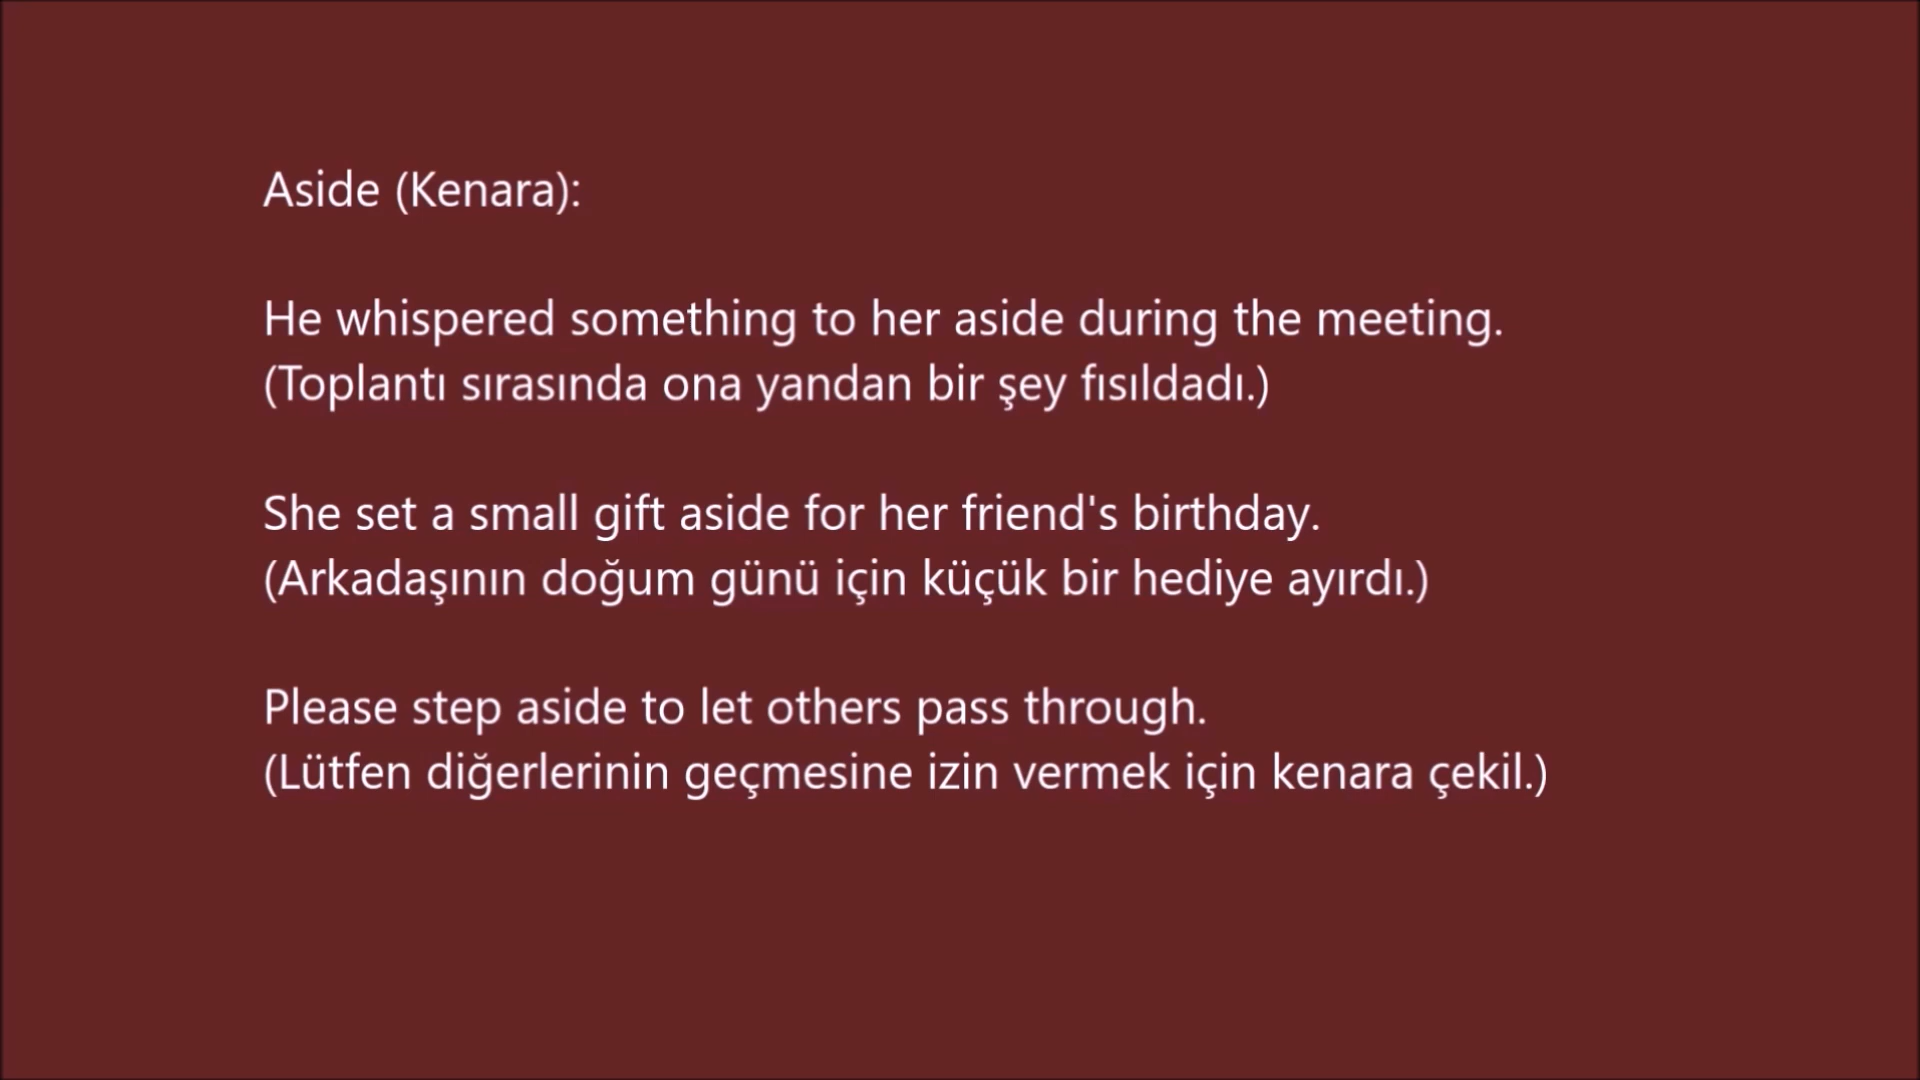 Aside (Kenara):
He whispered something to her aside during the meeting.
(Toplantı sırasında ona yandan bir şey fısıldadı.)
She set a small gift aside for her friend's birthday.
(Arkadaşının doğum günü için küçük bir hediye ayırdı.)
Please step aside to let others pass through.
(Lütfen diğerlerinin geçmesine izin vermek için kenara çekil.)